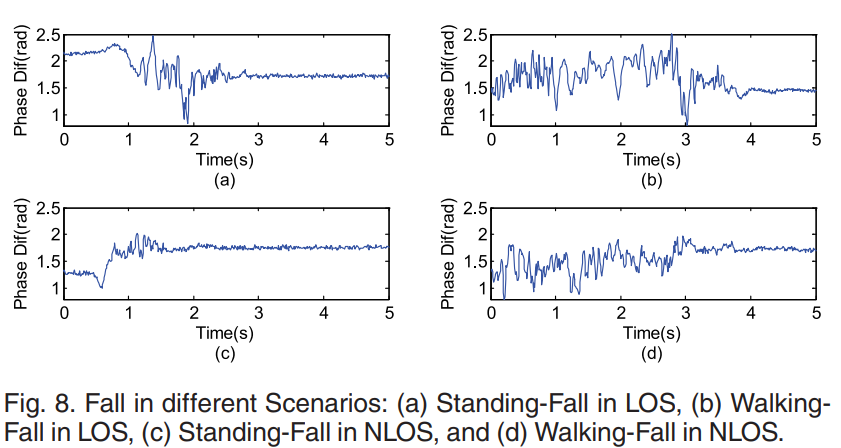 Phase Dif(rad)
2.5
2
1.5
1
0 1 2 3 4 5
Time(s)
(a)
Phase Dif(rad)
2.5
2
1.5
1
0 1 2 3 4 5
Time(s)
(b)
Phase Dif(rad)
2.5
2
1.5
1
0 1 2 3 4 5
Time(s)
(c)
Phase Dif(rad)
2.5
2
1.5
1
0 1 2 3 4 5
Time(s)
(d)
Fig. 8. Fall in different Scenarios: (a) Standing-Fall in LOS, (b) Walking-
Fall in LOS, (c) Standing-Fall in NLOS, and (d) Walking-Fall in NLOS.